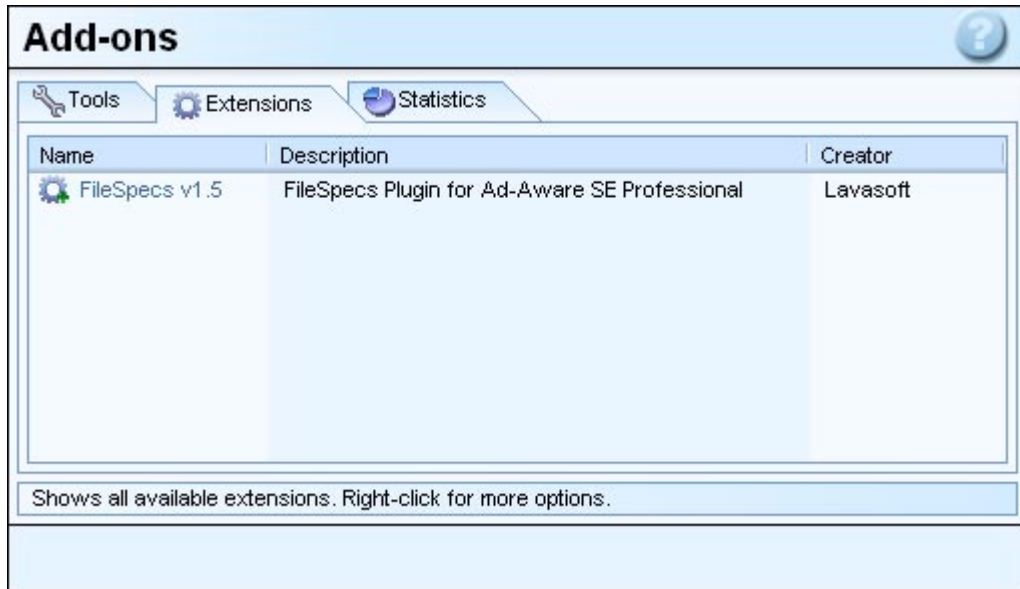 Add-ons
?
Tools Extensions Statistics
Name Description Creator
FileSpecs v1.5 FileSpecs Plugin for Ad-Aware SE Professional Lavasoft
Shows all available extensions. Right-click for more options.